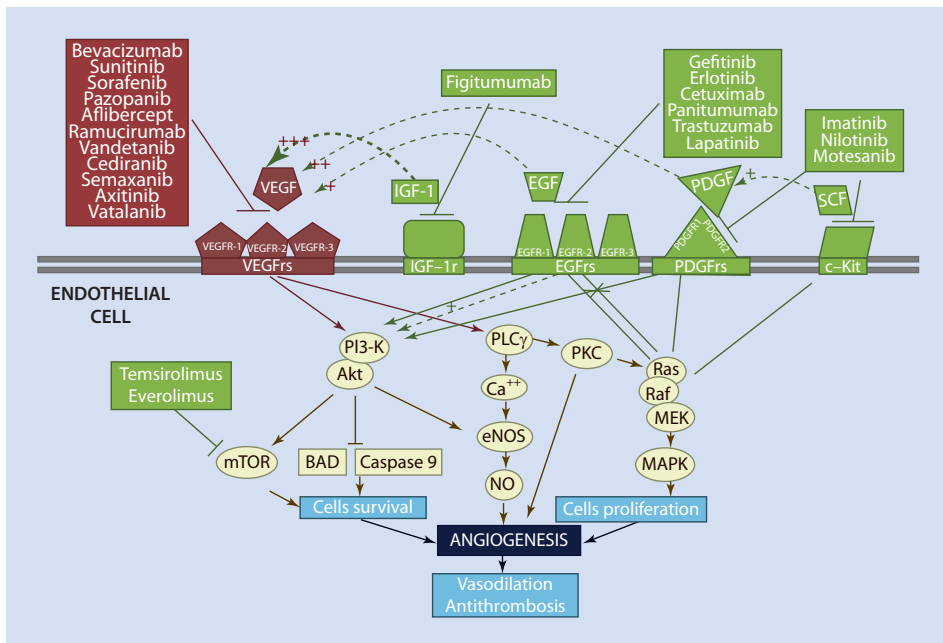 Bevacizumab
Sunitinib
Sorafenib
Pazopanib
Aflibercept
Ramucirumab
Vandetanib
Cediranib
Semaxanib
Axitinib
Vatalanib
Figitumumab
Gefitinib
Erlotinib
Cetuximab
Panitumumab
Trastuzumab
Lapatinib
Imatinib
Nilotinib
Motesanib
+++
++
+
VEGF
IGF-1
EGF
PDGF
+
SCF
VEGFR-1
VEGFR-2
VEGFR-3
VEGFrs
IGF–1r
EGFR-1
EGFR-2
EGFR-3
EGFrs
PDGFR1
PDGFR2
PDGFrs
c–Kit
ENDOTHELIAL
CELL
+
PI3-K
Akt
PLCγ
PKC
Ras
Raf
MEK
Temsirolimus
Everolimus
Ca++
mTOR
BAD
Caspase 9
eNOS
MAPK
NO
Cells survival
Cells proliferation
ANGIOGENESIS
Vasodilation
Antithrombosis